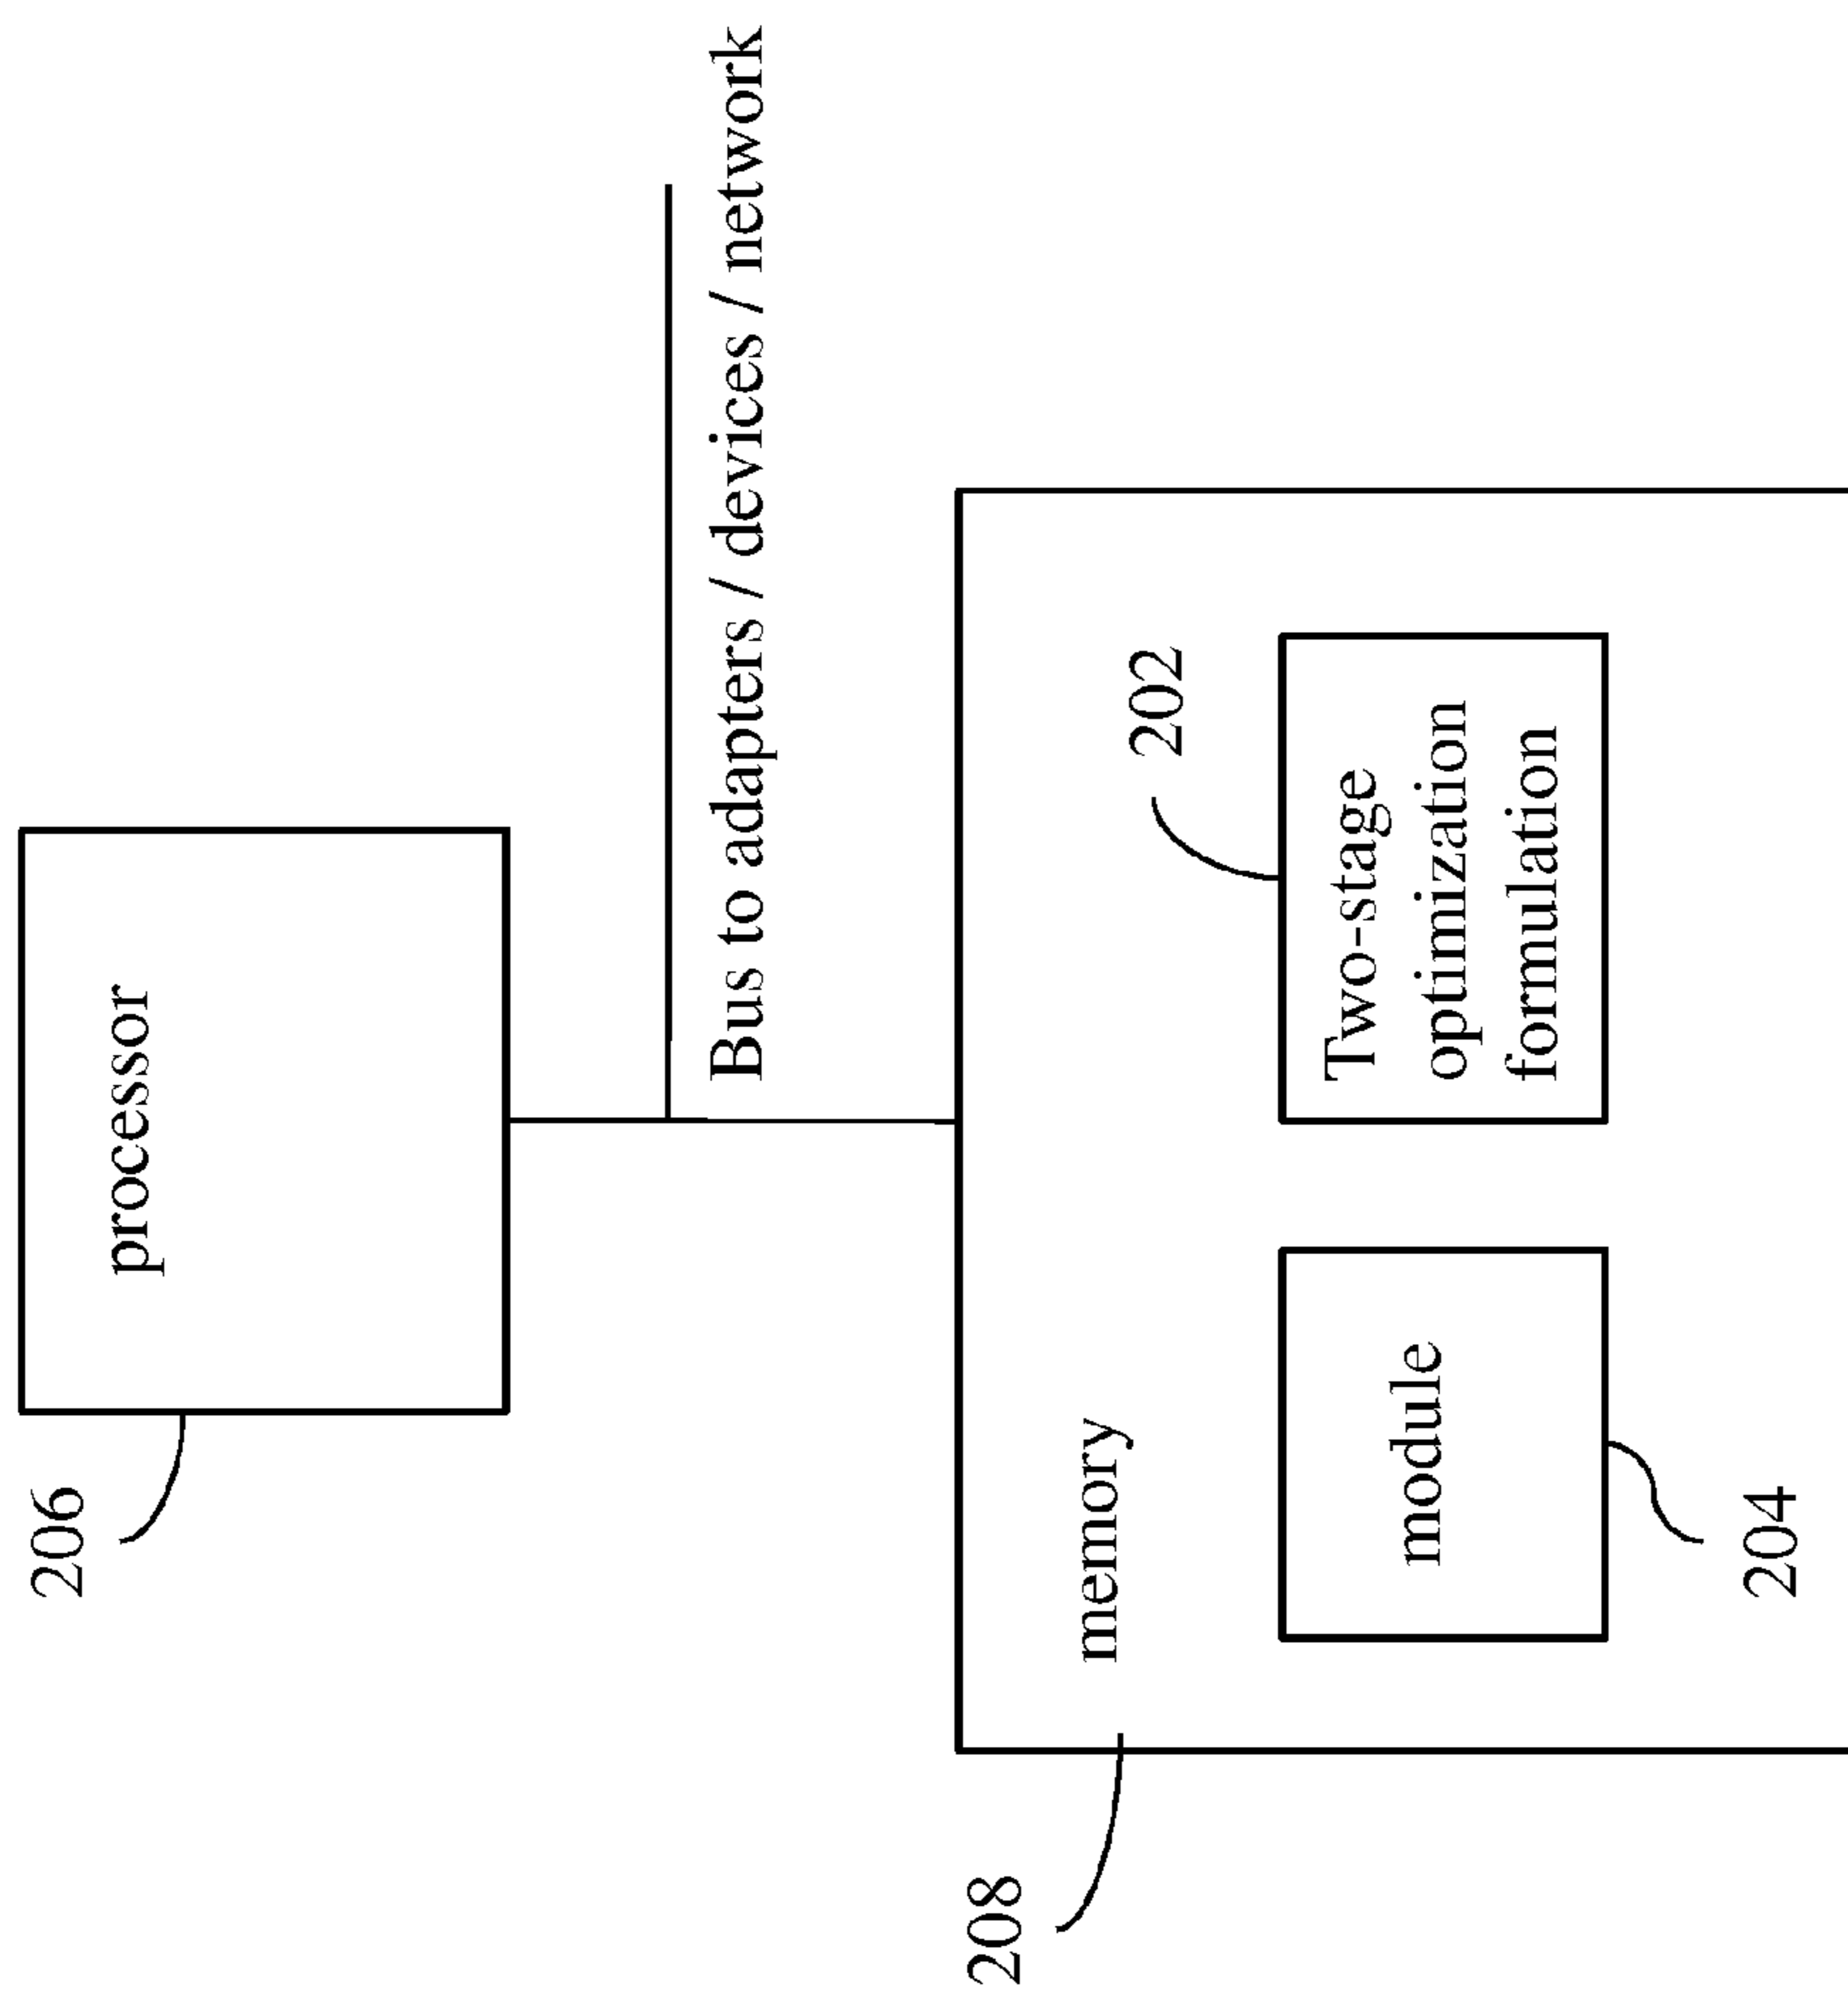 206
processor
Bus to adapters / devices / network
208
memory
202
Two-stage
optimization
formulation
module
204